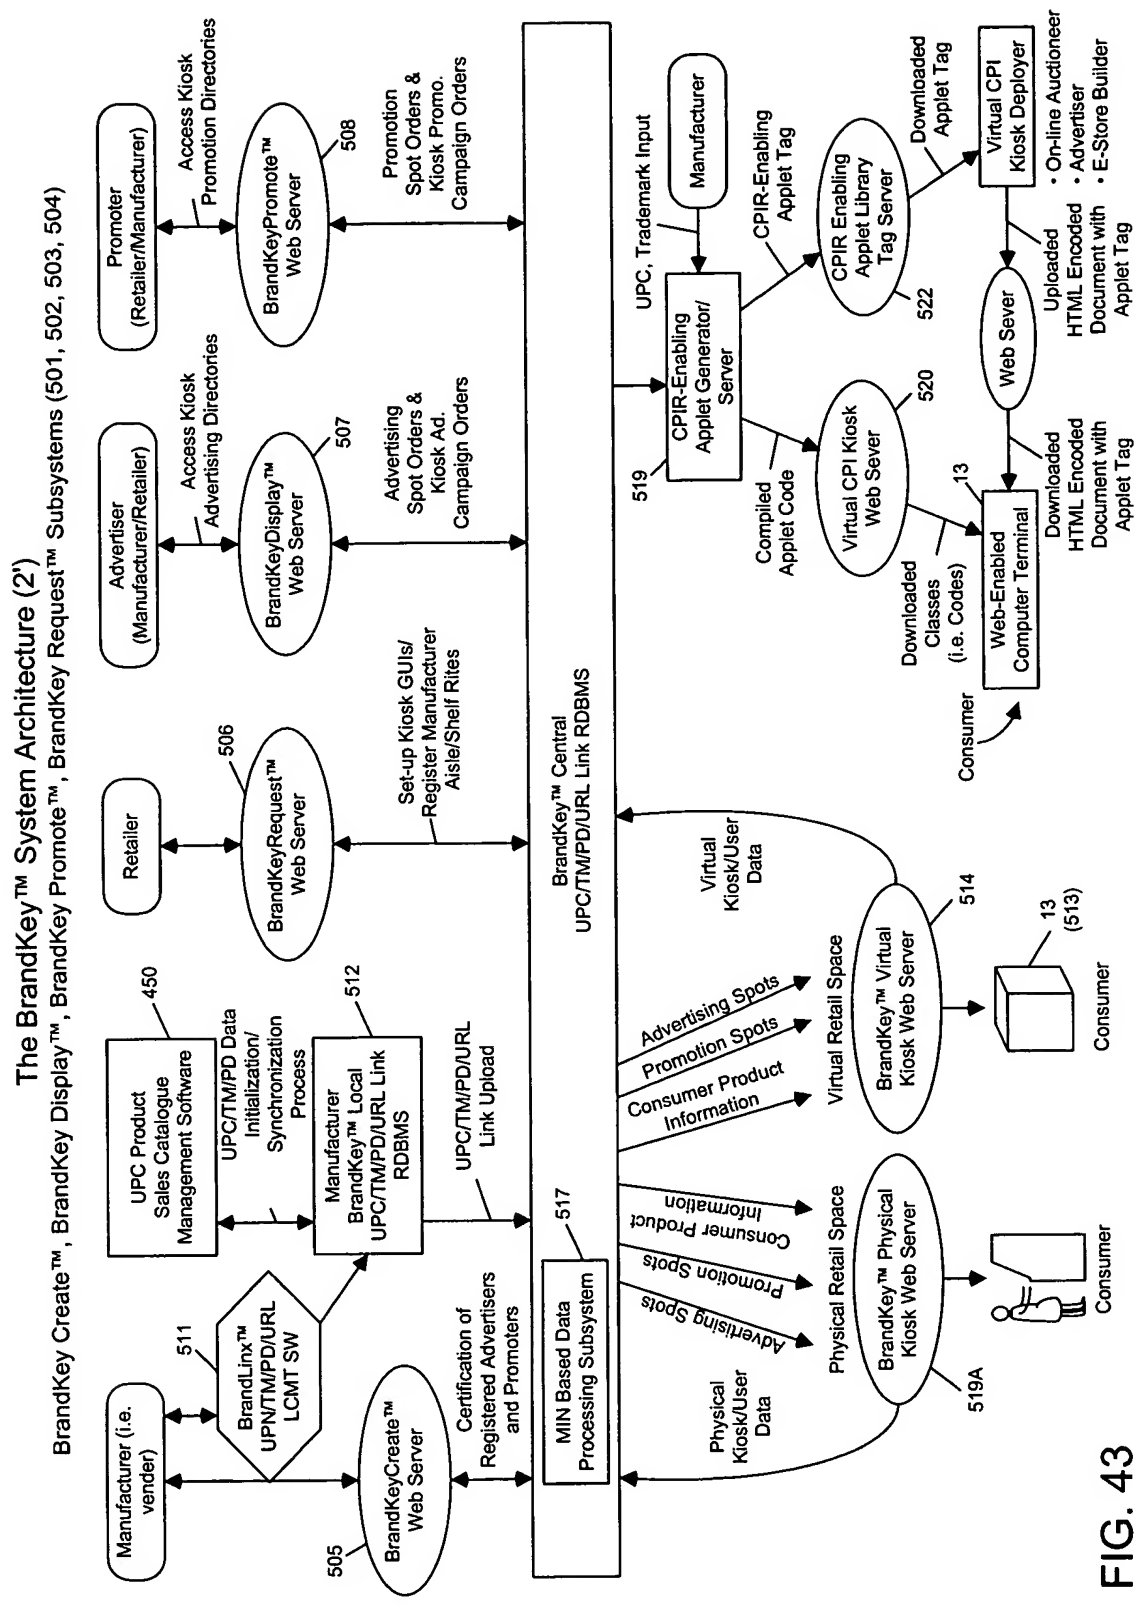 The BrandKey™ System Architecture (2')
BrandKey Create™, BrandKey Display™, BrandKey Promote™, BrandKey Request™ Subsystems (501, 502, 503, 504)
Manufacturer (i.e.
vender)
511
BrandLinx™
UPN/TM/PD/URL
LCMT SW
505
BrandKeyCreate™
Web Server
Certification of
Registered Advertisers
and Promoters
450
UPC Product
Sales Catalogue
Management Software
UPC/TM/PD Data
Initialization/
Synchronization
Process
512
Manufacturer
BrandKey™ Local
UPC/TM/PD/URL Link
RDBMS
UPC/TM/PD/URL
Link Upload
Retailer
506
BrandKeyRequest™
Web Server
Set-up Kiosk GUIs/
Register Manufacturer
Aisle/Shelf Rites
Advertiser
(Manufacturer/Retailer)
Access Kiosk
Advertising Directories
507
BrandKeyDisplay™
Web Server
Advertising
Spot Orders &
Kiosk Ad.
Campaign Orders
Promoter
(Retailer/Manufacturer)
Access Kiosk
Promotion Directories
508
BrandKeyPromote™
Web Server
Promotion
Spot Orders &
Kiosk Promo.
Campaign Orders
MIN Based Data
Processing Subsystem
517
BrandKey™ Central
UPC/TM/PD/URL Link RDBMS
Physical
Kiosk/User
Data
Advertising Spots
Promotion Spots
Consumer Product
Information
Physical Retail Space
BrandKey™ Physical
Kiosk Web Server
519A
Consumer
Consumer Product
Information
Promotion Spots
Advertising Spots
Virtual Retail Space
Virtual
Kiosk/User
Data
BrandKey™ Virtual
Kiosk Web Server
514
13
(513)
Consumer
UPC, Trademark Input
Manufacturer
519
CPIR-Enabling
Applet Generator/
Server
Compiled
Applet Code
CPIR-Enabling
Applet Tag
Virtual CPI Kiosk
Web Sever
520
CPIR Enabling
Applet Library
Tag Server
522
Downloaded
Applet Tag
Downloaded
Classes
(i.e. Codes)
13
Consumer
Web-Enabled
Computer Terminal
Web Sever
Virtual CPI
Kiosk Deployer
• On-line Auctioneer
• Advertiser
• E-Store Builder
Downloaded
HTML Encoded
Document with
Applet Tag
Uploaded
HTML Encoded
Document with
Applet Tag
FIG. 43